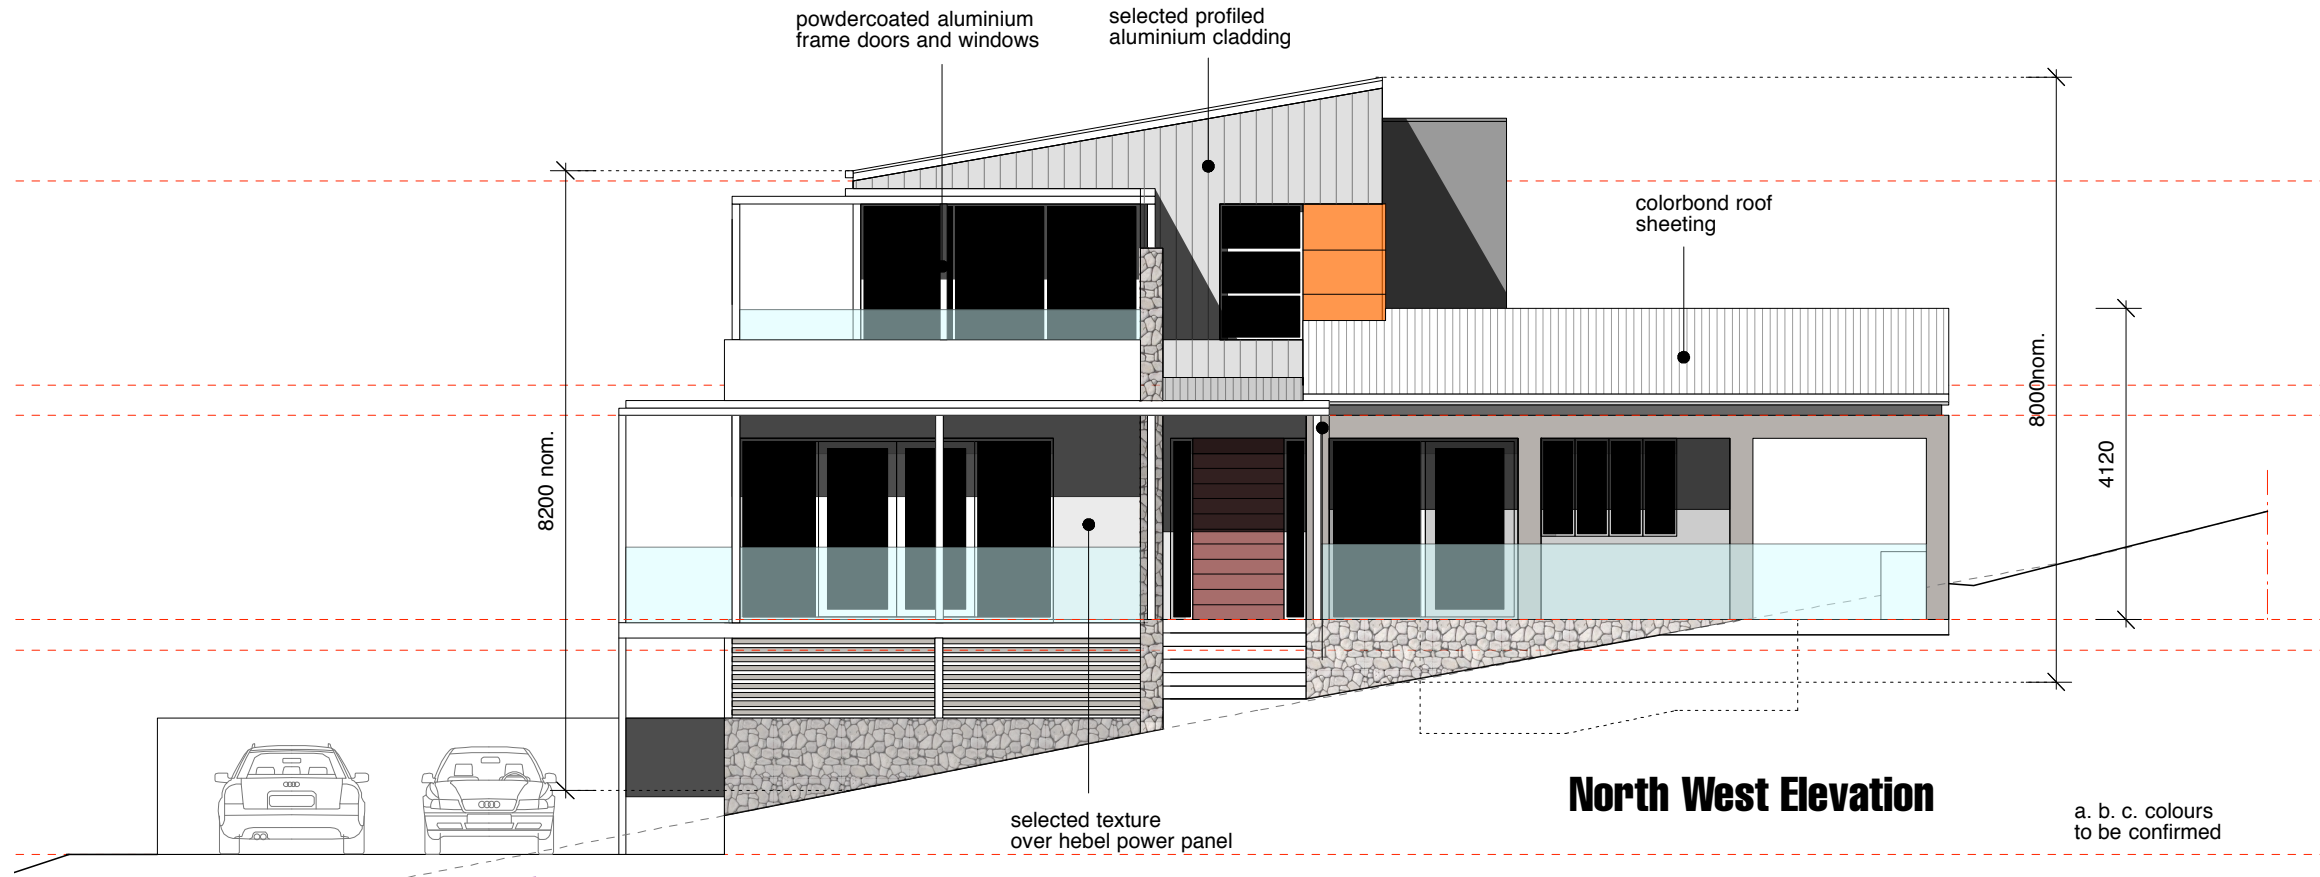 powdercoated aluminium
frame doors and windows
selected profiled
aluminium cladding
colorbond roof
sheeting
8200 nom.
8000nom.
4120
selected texture
over hebel power panel
North West Elevation
a. b. c. colours
to be confirmed